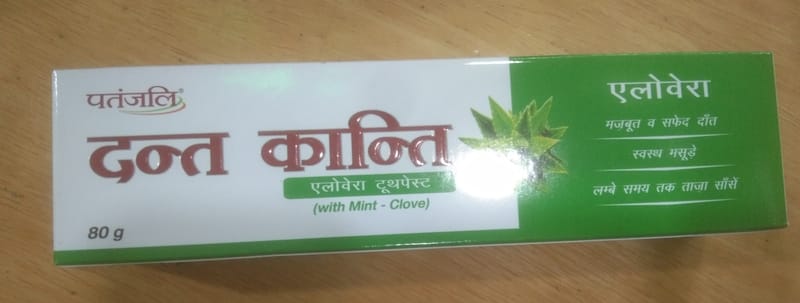 पतंजलि
दन्त कान्ति
एलोवेरा टूथपेस्ट
(with Mint - Clove)
80 g
एलोवेरा
मजबूत व सफेद दाँत
स्वस्थ मसूड़े
लम्बे समय तक ताजा साँसें